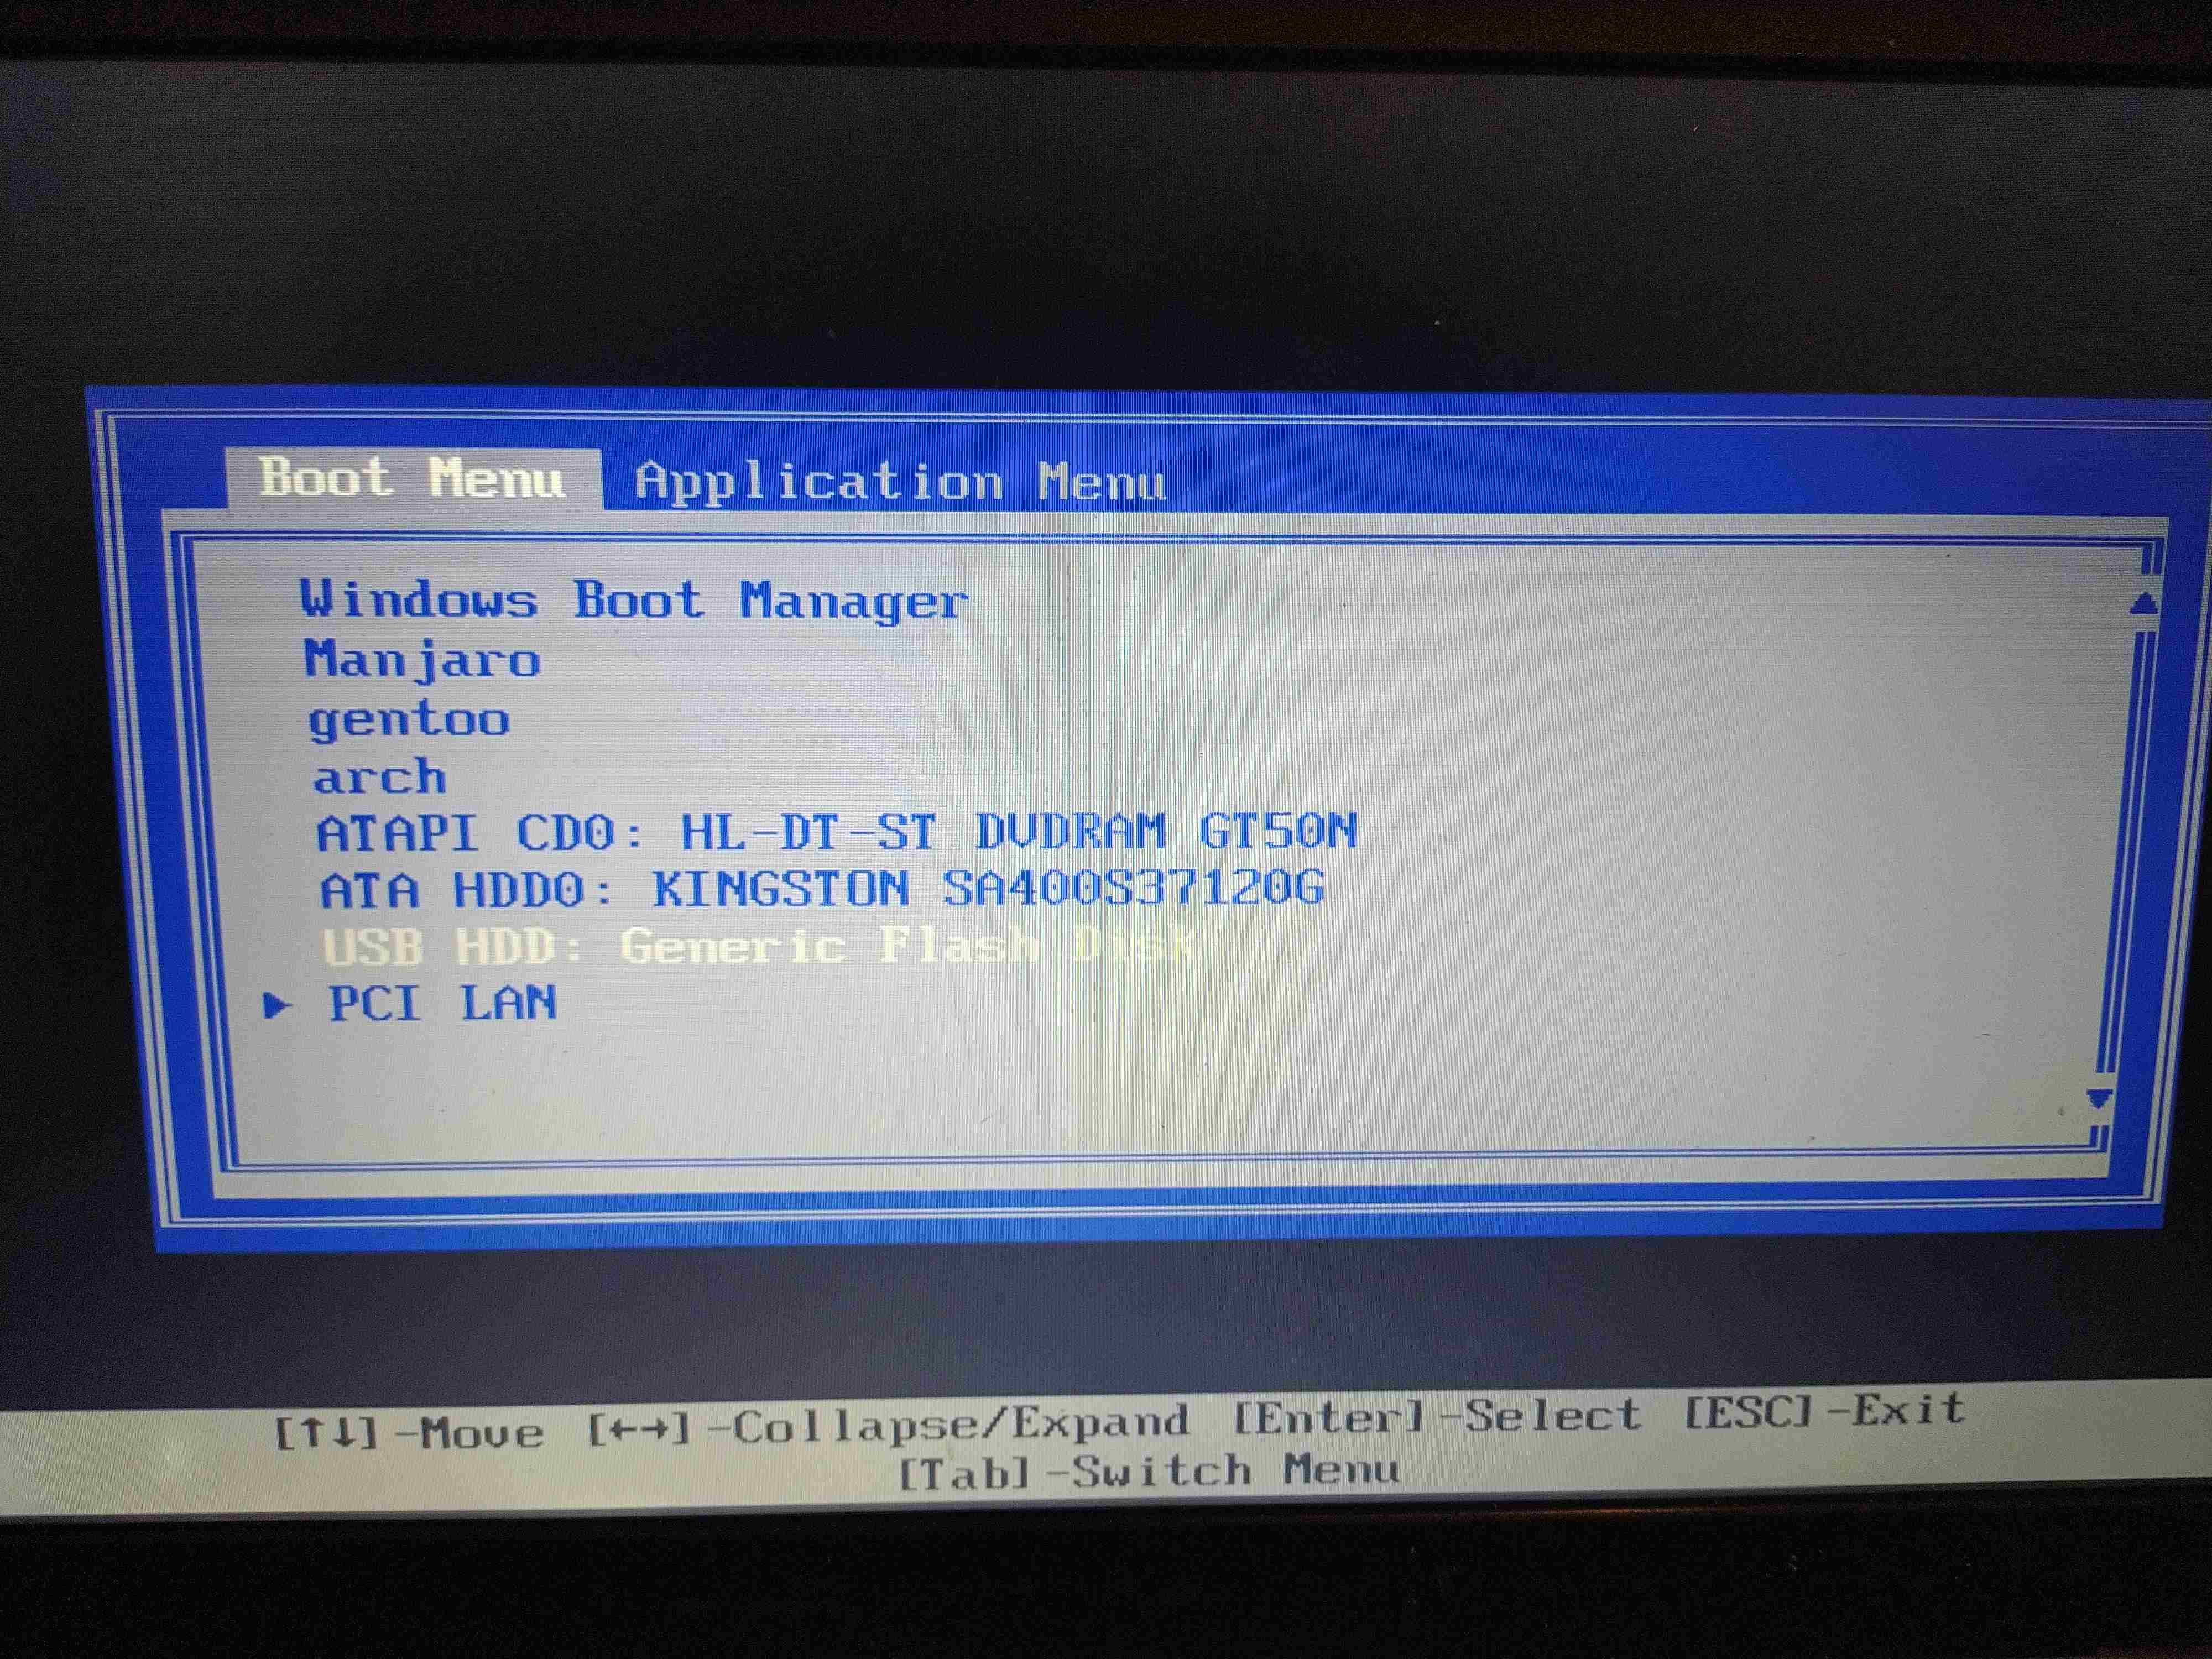 Boot Menu Application Menu
Windows Boot Manager
Manjaro
gentoo
arch
ATAPI CD0: HL-DT-ST DVDRAM GT50N
ATA HDD0: KINGSTON SA400S37120G
USB HDD: Generic Flash Disk
▶ PCI LAN
[↑↓]-Move [←→]-Collapse/Expand [Enter]-Select [ESC]-Exit
[Tab]-Switch Menu